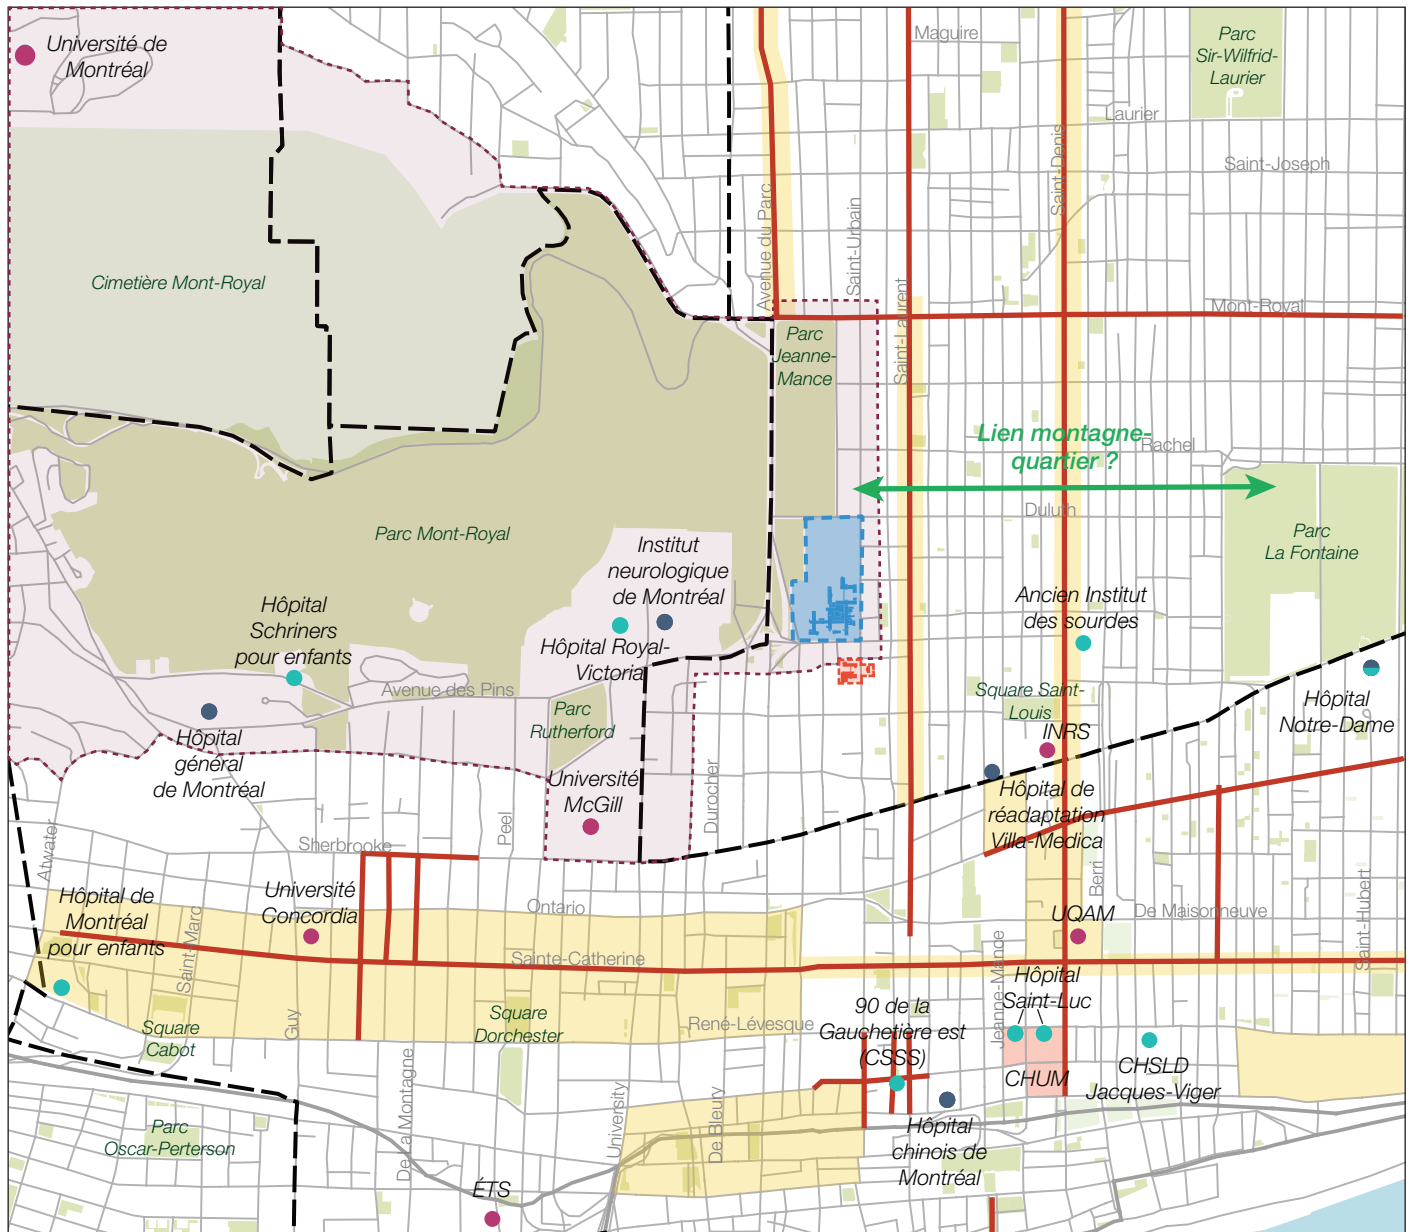 Université de
Montréal
Maguire
Parc
Sir-Wilfrid-
Laurier
Laurier
Saint-Joseph
Saint-Denis
Avenue du Parc
Saint-Urbain
Cimetière Mont-Royal
Saint-Laurent
Mont-Royal
Parc
Jeanne-
Mance
Lien montagne-
quartier ?
Rachel
Duluth
Parc
La Fontaine
Parc Mont-Royal
Institut
neurologique
de Montréal
Hôpital
Schriners
pour enfants
Hôpital Royal-
Victoria
Ancien Institut
des sourdes
Avenue des Pins
Square Saint-
Louis
Hôpital
Notre-Dame
Parc
Rutherford
INRS
Hôpital
général
de Montréal
Université
McGill
Durocher
Hôpital de
réadaptation
Villa-Medica
Peel
Atwater
Sherbrooke
Berri
Hôpital de
Montréal
pour enfants
Université
Concordia
Ontario
UQAM
De Maisonneuve
Saint-Hubert
Saint-Marc
Sainte-Catherine
Jeanne-Mande
Hôpital
Saint-Luc
90 de la
Gauchetière est
(CSSS)
Square
Cabot
Guy
Square
Dorchester
René-Lévesque
CHUM
CHSLD
Jacques-Viger
De La Montagne
University
De Bleury
Hôpital
chinois de
Montréal
Parc
Oscar-Perterson
ÉTS